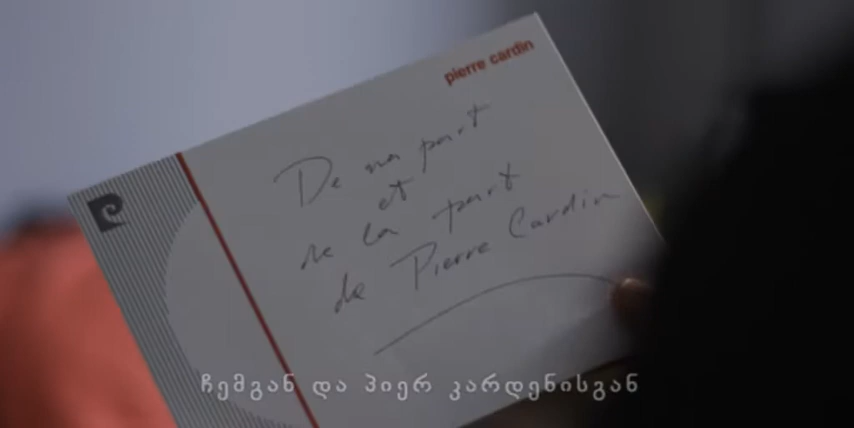 pierre cardin
De ma part
et
de la part
de Pierre Cardin
ჩემგან და პიერ კარდენისგან